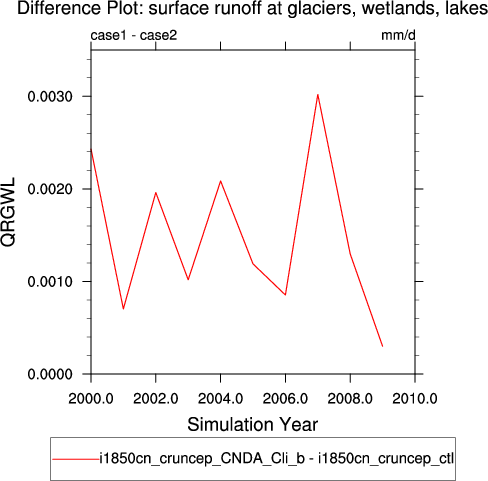 Difference Plot: surface runoff at glaciers, wetlands, lakes
case1 - case2 mm/d
0.0030
0.0020
0.0010
0.0000
QRGWL
2000.0 2002.0 2004.0 2006.0 2008.0 2010.0
Simulation Year
i1850cn_cruncep_CNDA_Cli_b - i1850cn_cruncep_ctl